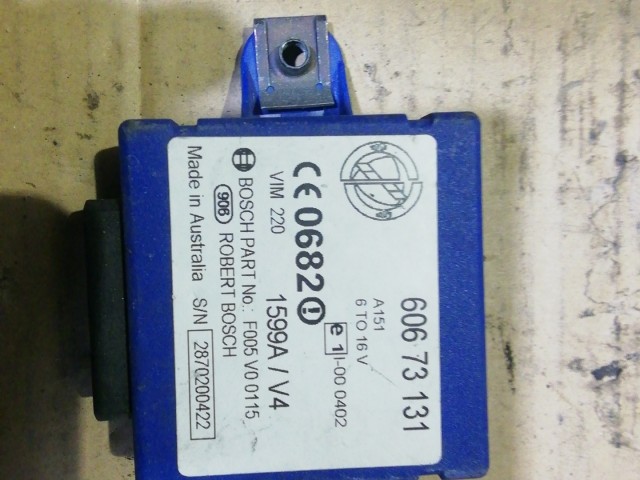 606 73 131
A151
6 TO 16 V
e1 I-00 0402
CE 0682 !
VIM 220 1599A / V4
BOSCH PART No.: F005 V0 0115
906 ROBERT BOSCH
Made in Australia S/N 2870200422